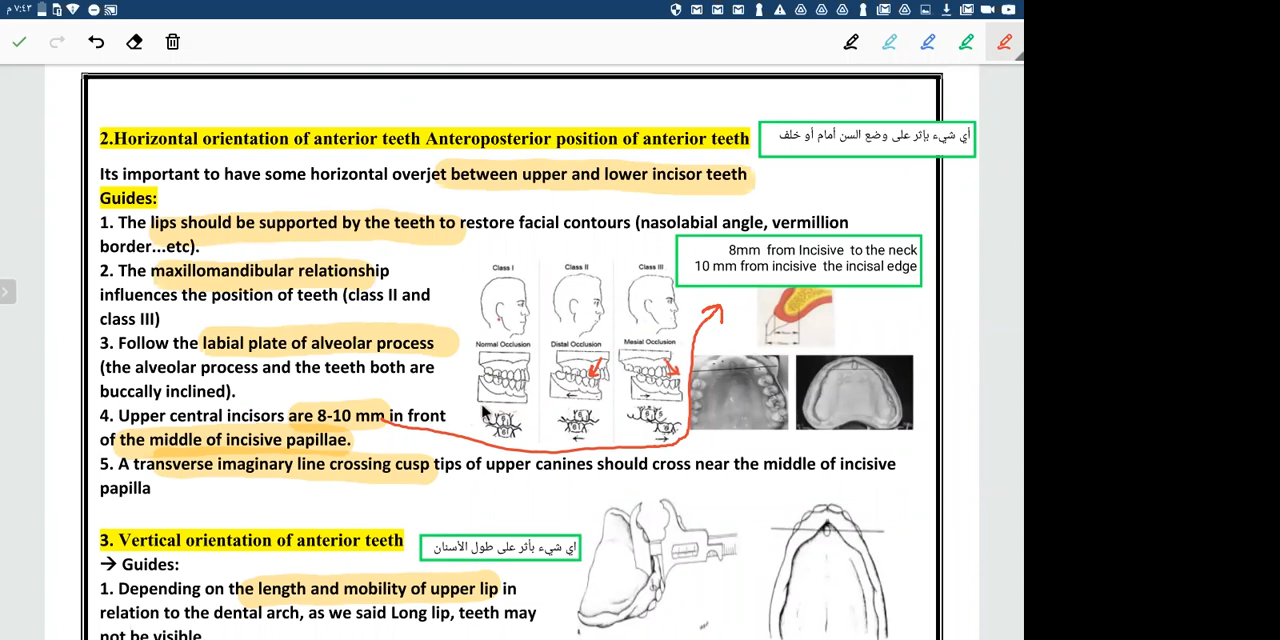 م ٧:٤٣
2.Horizontal orientation of anterior teeth Anteroposterior position of anterior teeth
أي شيء بإثر على وضع السن أمام أو خلف
Its important to have some horizontal overjet between upper and lower incisor teeth
Guides:
1. The lips should be supported by the teeth to restore facial contours (nasolabial angle, vermillion
border...etc).
8mm from Incisive to the neck
10 mm from incisive the incisal edge
2. The maxillomandibular relationship
influences the position of teeth (class II and
class III)
3. Follow the labial plate of alveolar process
(the alveolar process and the teeth both are
buccally inclined).
4. Upper central incisors are 8-10 mm in front
of the middle of incisive papillae.
Class I
Class II
Class III
Normal Occlusion
Distal Occlusion
Mesial Occlusion
5. A transverse imaginary line crossing cusp tips of upper canines should cross near the middle of incisive
papilla
3. Vertical orientation of anterior teeth
اي شيء بأثر على طول الأسنان
→ Guides:
1. Depending on the length and mobility of upper lip in
relation to the dental arch, as we said Long lip, teeth may
not be visible